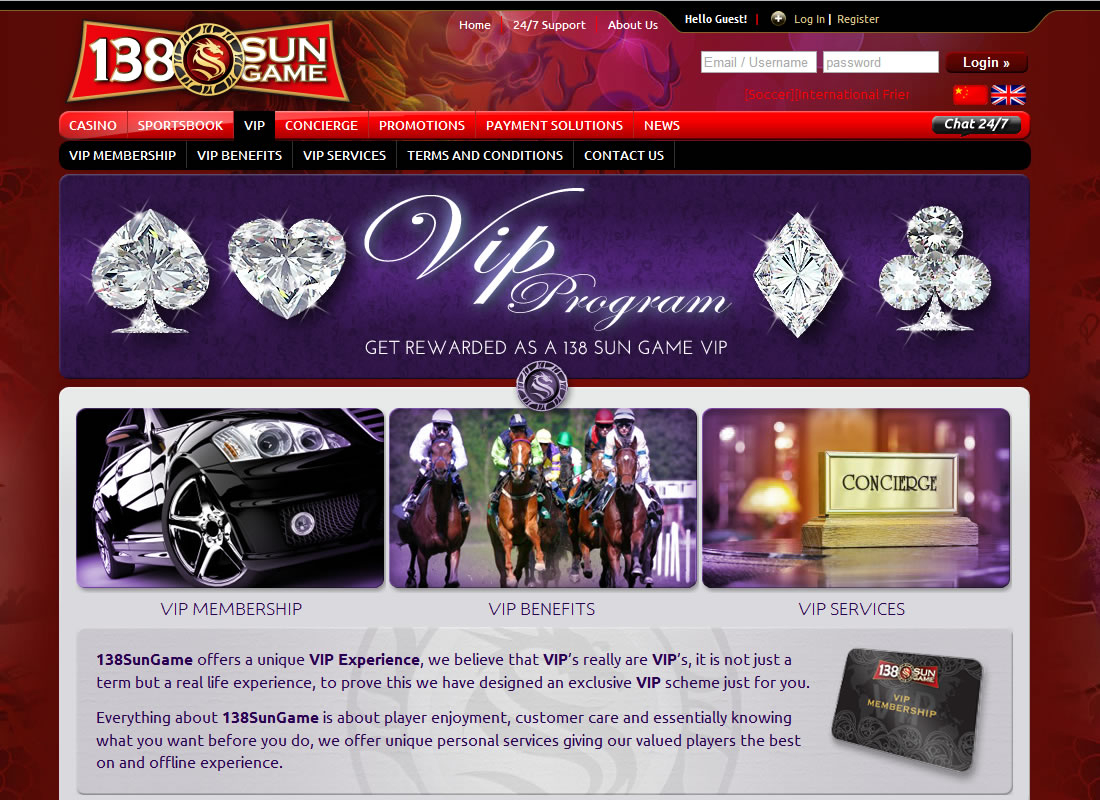 Home 24/7 Support About Us
Hello Guest! | Log In | Register
138 SUN GAME
Email / Username password Login »
[Soccer][International Frien
CASINO SPORTSBOOK VIP CONCIERGE PROMOTIONS PAYMENT SOLUTIONS NEWS Chat 24/7
VIP MEMBERSHIP VIP BENEFITS VIP SERVICES TERMS AND CONDITIONS CONTACT US
Vip
Program
GET REWARDED AS A 138 SUN GAME VIP
CONCIERGE
VIP MEMBERSHIP VIP BENEFITS VIP SERVICES
138SunGame offers a unique VIP Experience, we believe that VIP's really are VIP's, it is not just a
term but a real life experience, to prove this we have designed an exclusive VIP scheme just for you.
Everything about 138SunGame is about player enjoyment, customer care and essentially knowing
what you want before you do, we offer unique personal services giving our valued players the best
on and offline experience.
138 SUN GAME
VIP
MEMBERSHIP